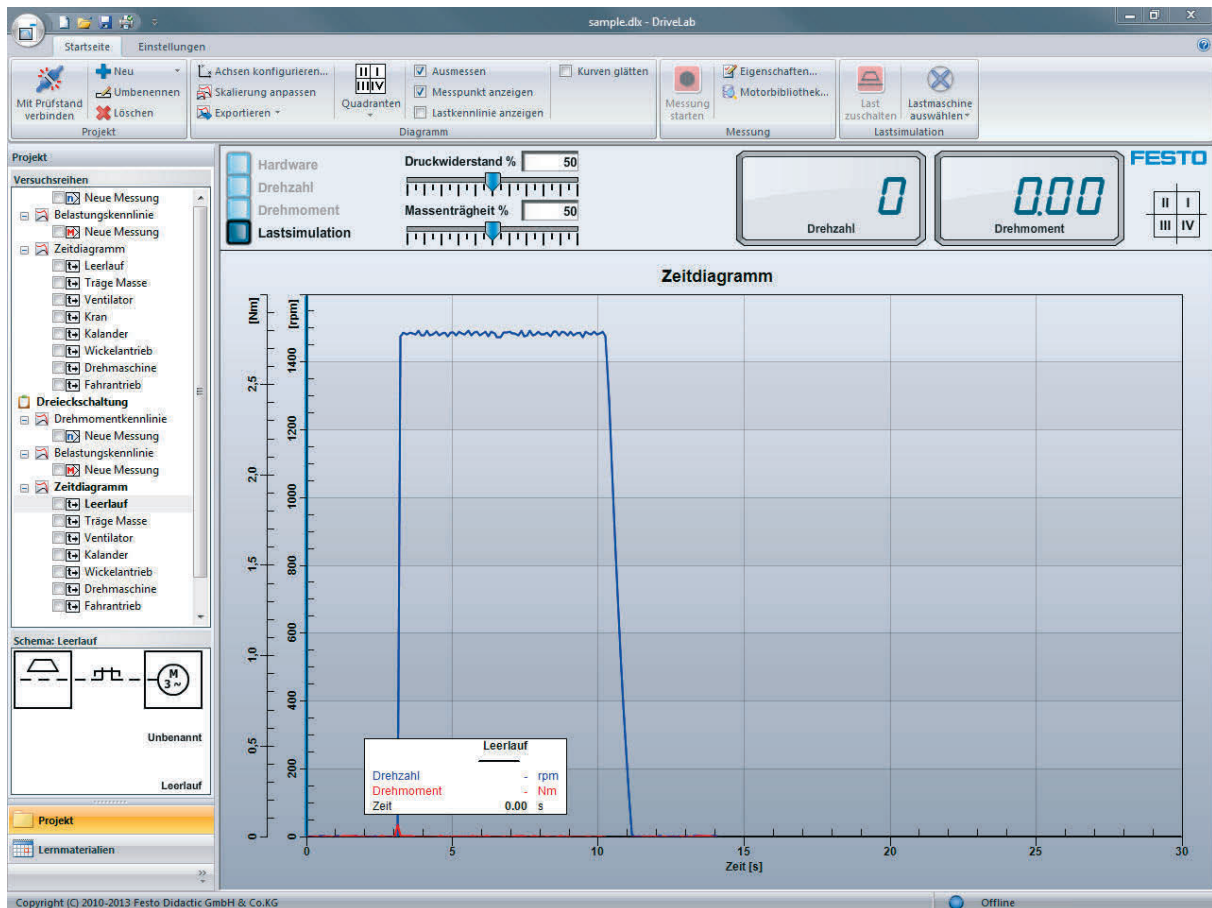 sample.dlx - DriveLab
Startseite Einstellungen
Mit Prüfstand verbinden
Neu
Umbenennen
Löschen
Projekt
Achsen konfigurieren...
Skalierung anpassen
Exportieren
II I
III IV
Quadranten
Ausmessen
Messpunkt anzeigen
Lastkennlinie anzeigen
Kurven glätten
Diagramm
Messung starten
Eigenschaften...
Motorbibliothek...
Messung
Last zuschalten
Lastmaschine auswählen
Lastsimulation
Projekt
Versuchsreihen
n Neue Messung
Belastungskennlinie
M Neue Messung
Zeitdiagramm
t Leerlauf
t Träge Masse
t Ventilator
t Kran
t Kalander
t Wickelantrieb
t Drehmaschine
t Fahrantrieb
Dreieckschaltung
Drehmomentkennlinie
n Neue Messung
Belastungskennlinie
M Neue Messung
Zeitdiagramm
t Leerlauf
t Träge Masse
t Ventilator
t Kalander
t Wickelantrieb
t Drehmaschine
t Fahrantrieb
Schema: Leerlauf
M
3~
Unbenannt
Leerlauf
Projekt
Lernmaterialien
Hardware
Drehzahl
Drehmoment
Lastsimulation
Druckwiderstand % 50
Massenträgheit % 50
0
Drehzahl
0.00
Drehmoment
FESTO
II I
III IV
Zeitdiagramm
[Nm] [rpm]
1400
2,5
1200
2,0
1000
1,5 800
600
1,0
400
0,5
200
0 0
Leerlauf
Drehzahl - rpm
Drehmoment - Nm
Zeit 0.00 s
0 5 10 15 20 25 30
Zeit [s]
Copyright (C) 2010-2013 Festo Didactic GmbH & Co.KG
Offline